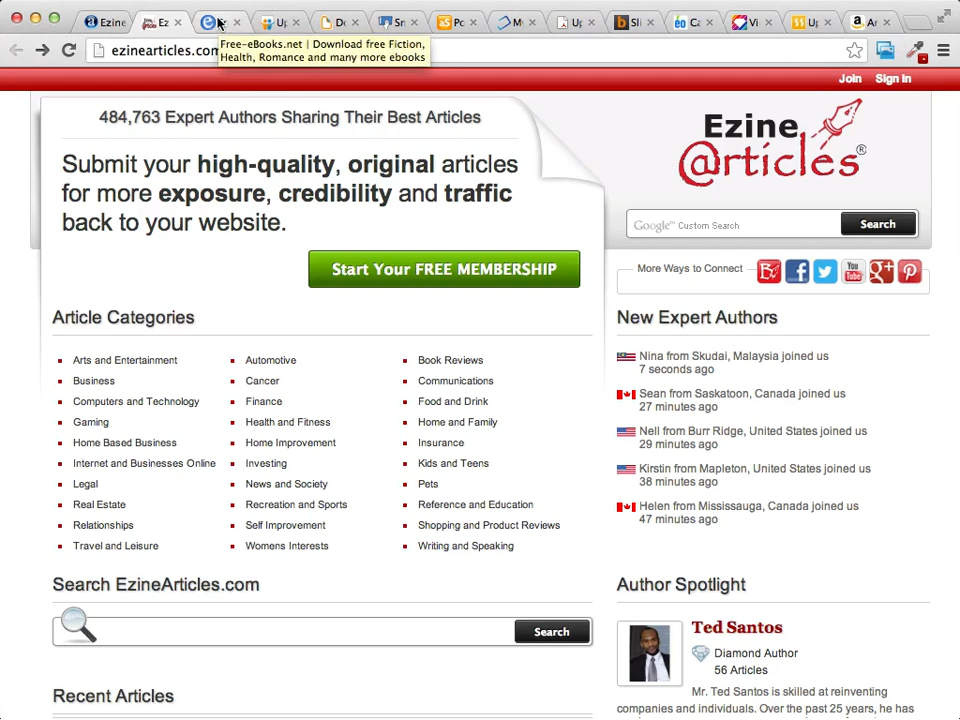 Ezine
Ez
Up
Do
Sn
Po
My
Up
Sli
Ca
Vi
Up
Ar
ezinearticles.com
Free-eBooks.net | Download free Fiction,
Health, Romance and many more ebooks
Join Sign In
484,763 Expert Authors Sharing Their Best Articles
Submit your high-quality, original articles
for more exposure, credibility and traffic
back to your website.
Start Your FREE MEMBERSHIP
Ezine
@rticles®
Google™ Custom Search
Search
More Ways to Connect
Article Categories
Arts and Entertainment
Business
Computers and Technology
Gaming
Home Based Business
Internet and Businesses Online
Legal
Real Estate
Relationships
Travel and Leisure
Automotive
Cancer
Finance
Health and Fitness
Home Improvement
Investing
News and Society
Recreation and Sports
Self Improvement
Womens Interests
Book Reviews
Communications
Food and Drink
Home and Family
Insurance
Kids and Teens
Pets
Reference and Education
Shopping and Product Reviews
Writing and Speaking
New Expert Authors
Nina from Skudai, Malaysia joined us
7 seconds ago
Sean from Saskatoon, Canada joined us
27 minutes ago
Nell from Burr Ridge, United States joined us
29 minutes ago
Kirstin from Mapleton, United States joined us
38 minutes ago
Helen from Mississauga, Canada joined us
47 minutes ago
Search EzineArticles.com
Search
Recent Articles
Author Spotlight
Ted Santos
Diamond Author
56 Articles
Mr. Ted Santos is skilled at reinventing
companies and individuals. Over the past 25 years, he has